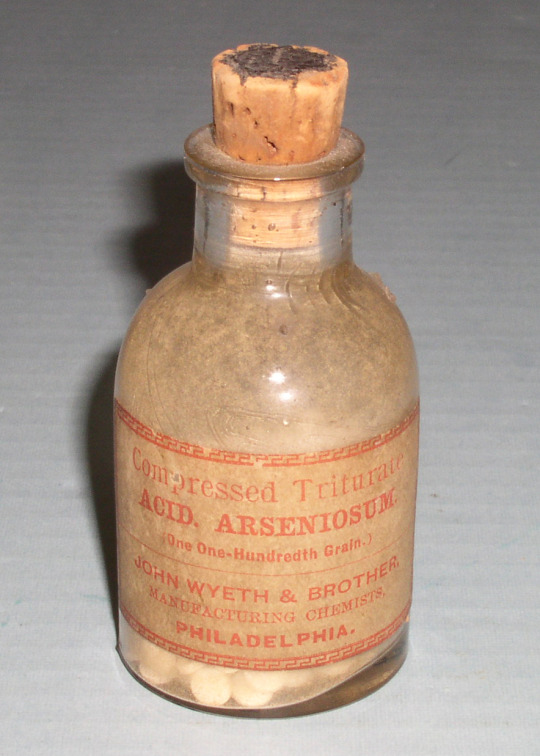 Compressed Triturate
ACID. ARSENIOSUM.
(One One-Hundredth Grain.)
JOHN WYETH & BROTHER,
MANUFACTURING CHEMISTS,
PHILADELPHIA.